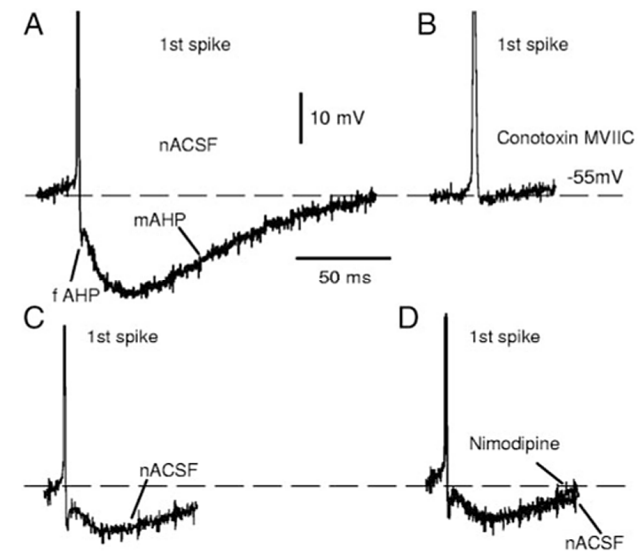 A
1st spike
10 mV
nACSF
mAHP
f AHP
50 ms
B
1st spike
Conotoxin MVIIC
-55mV
C
1st spike
nACSF
D
1st spike
Nimodipine
nACSF